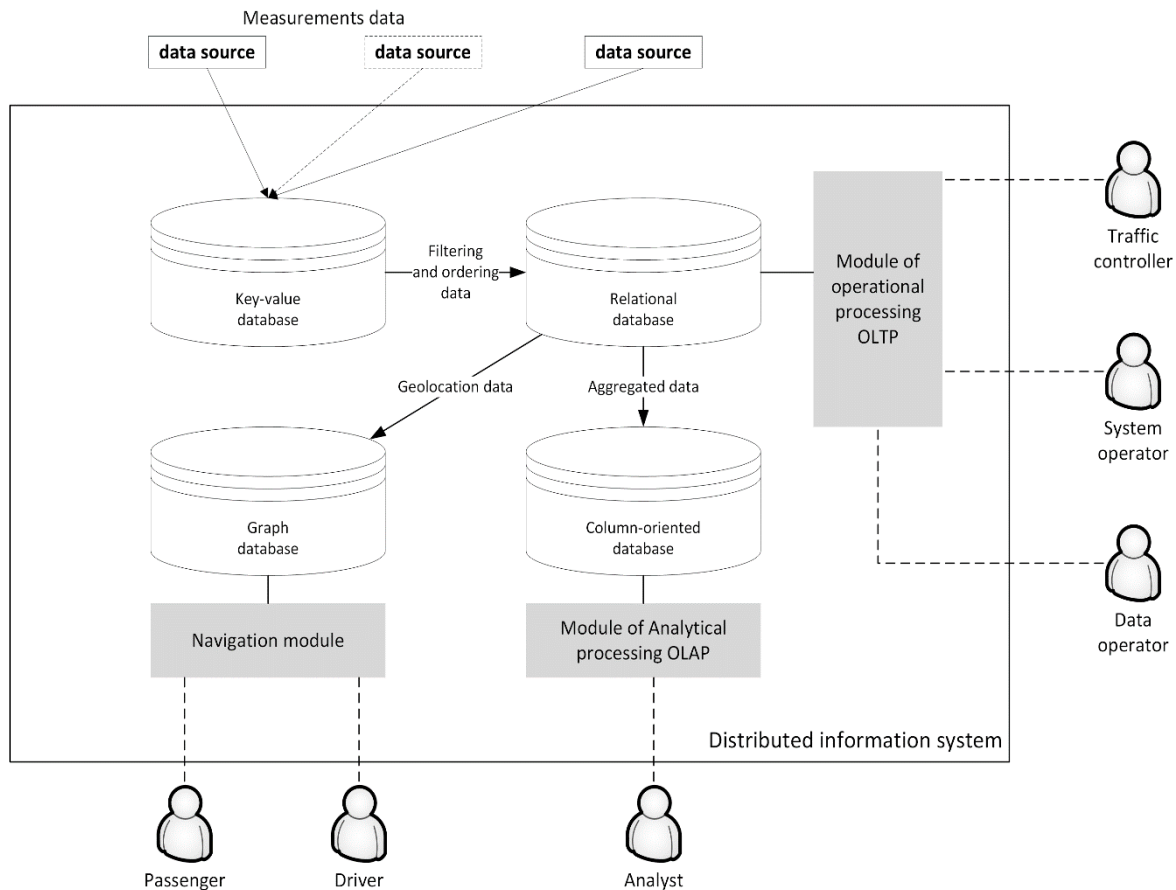 Measurements data
data source
data source
data source
Filtering
and ordering
data
Key-value
database
Relational
database
Module of
operational
processing
OLTP
Traffic
controller
Geolocation data
Aggregated data
System
operator
Graph
database
Column-oriented
database
Data
operator
Navigation module
Module of Analytical
processing OLAP
Distributed information system
Passenger
Driver
Analyst